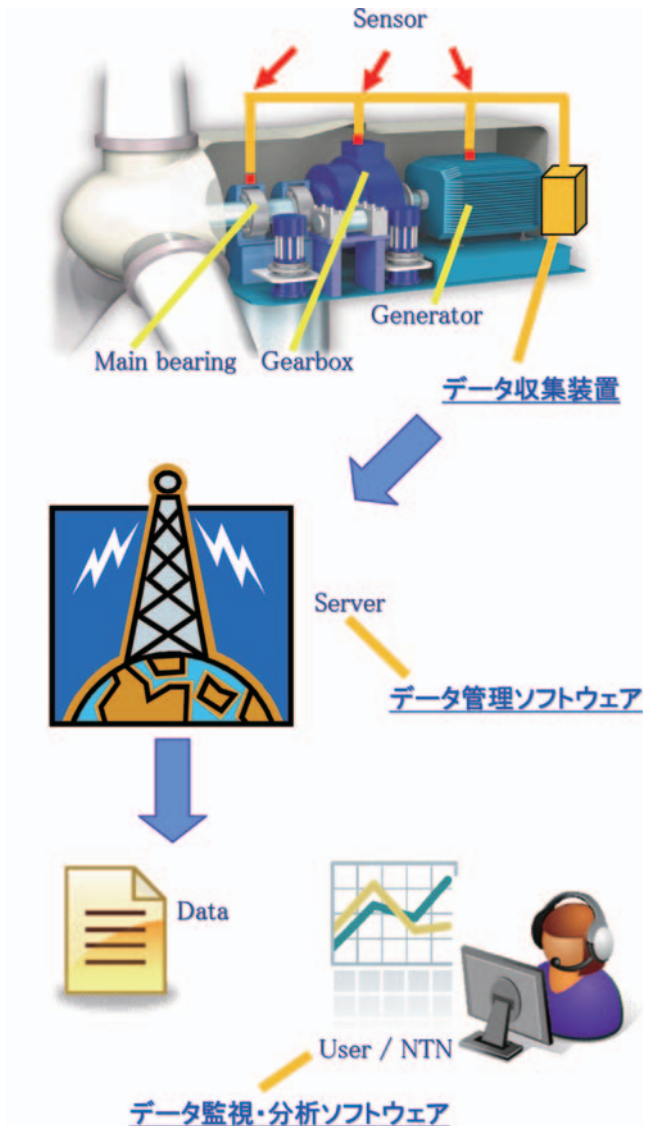 Sensor
Generator
Main bearing
Gearbox
データ収集装置
Server
データ管理ソフトウェア
Data
User / NTN
データ監視・分析ソフトウェア